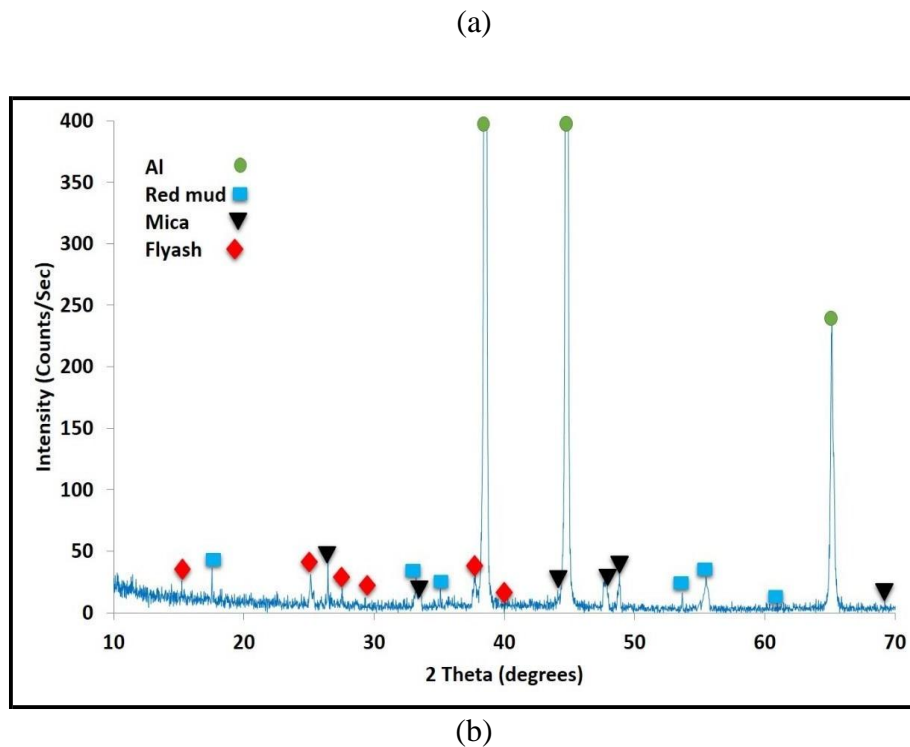 (a)
400
350
300
250
200
150
100
50
0
Intensity (Counts/Sec)
Al
Red mud
Mica
Flyash
10 20 30 40 50 60 70
2 Theta (degrees)
(b)